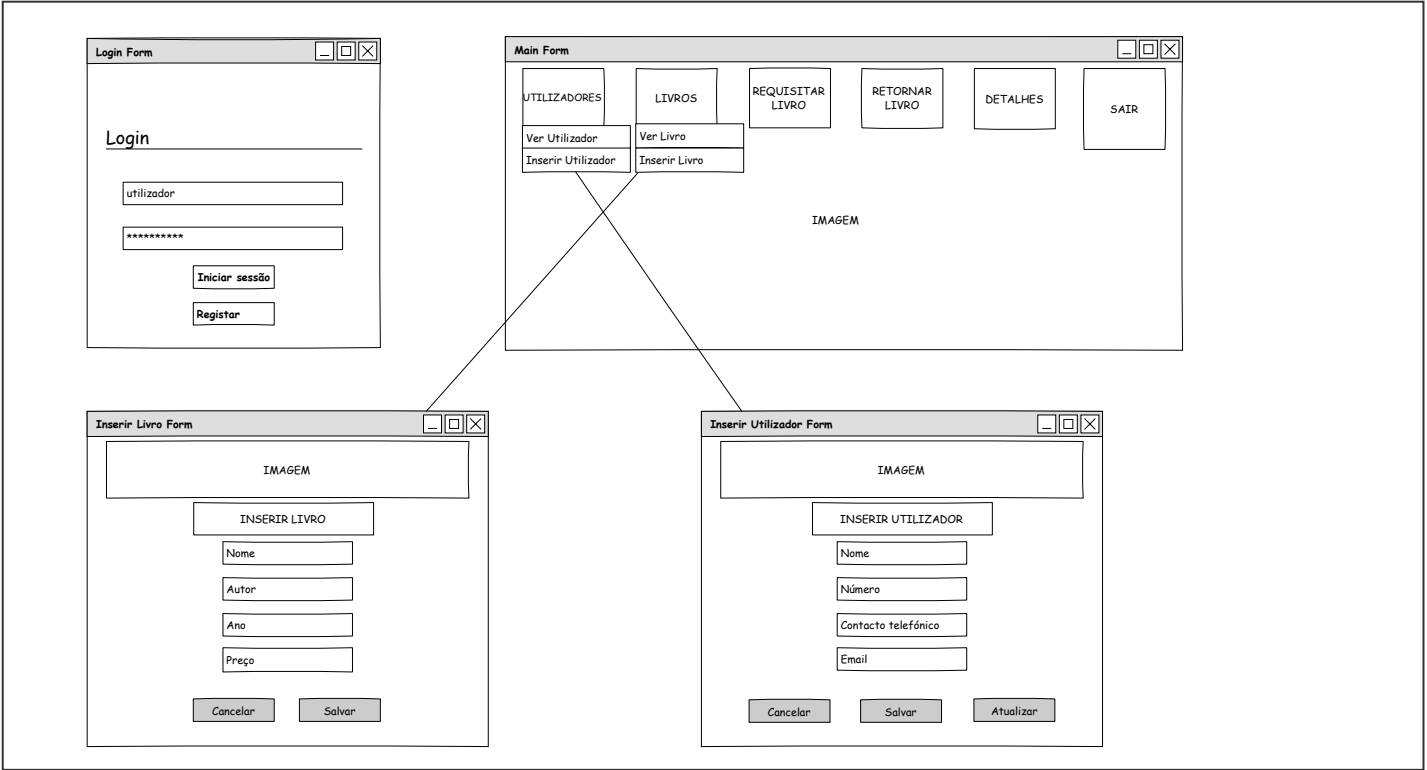 Login Form
Login
utilizador
**********
Iniciar sessão
Registar
Main Form
UTILIZADORES
Ver Utilizador
Inserir Utilizador
LIVROS
Ver Livro
Inserir Livro
REQUISITAR
LIVRO
RETORNAR
LIVRO
DETALHES
SAIR
IMAGEM
Inserir Livro Form
IMAGEM
INSERIR LIVRO
Nome
Autor
Ano
Preço
Cancelar
Salvar
Inserir Utilizador Form
IMAGEM
INSERIR UTILIZADOR
Nome
Número
Contacto telefónico
Email
Cancelar
Salvar
Atualizar